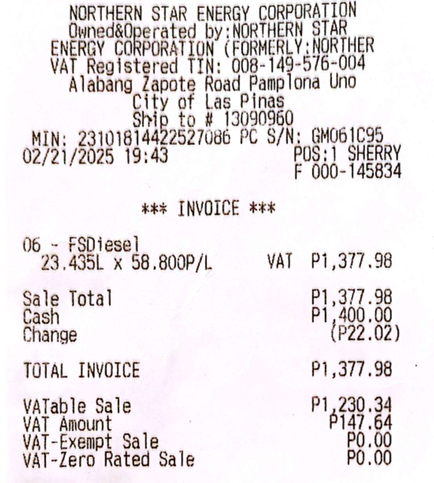 NORTHERN STAR ENERGY CORPORATION
Owned&Operated by:NORTHERN STAR
ENERGY CORPORATION (FORMERLY:NORTHER
VAT Registered TIN: 008-149-576-004
Alabang Zapote Road Pamplona Uno
City of Las Pinas
Ship to # 13090960
MIN: 23101814422527086 PC S/N: GM061C95
02/21/2025 19:43 POS:1 SHERRY
F 000-145834
*** INVOICE ***
06 - FSDiesel
23.435L x 58.800P/L VAT P1,377.98
Sale Total P1,377.98
Cash P1,400.00
Change (P22.02)
TOTAL INVOICE P1,377.98
VATable Sale P1,230.34
VAT Amount P147.64
VAT-Exempt Sale P0.00
VAT-Zero Rated Sale P0.00